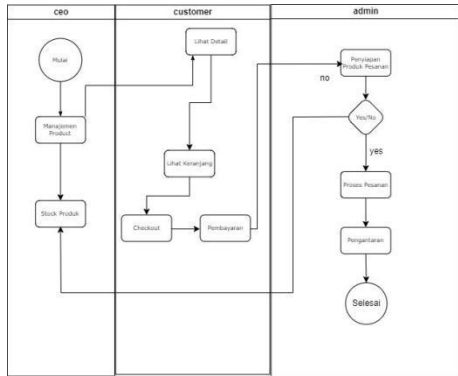 ceo
customer
admin
Mulai
Manajemen
Product
Stock Produk
Lihat Detail
Lihat Keranjang
Checkout
Pembayaran
Penyiapan
Produk Pesanan
no
Yes/No
yes
Proses Pesanan
Pengantaran
Selesai